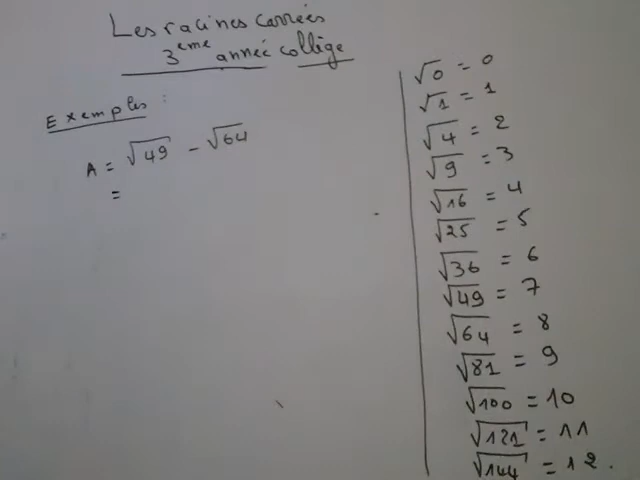 Les racines carrées
3eme année collège
Exemples :
A = √49 - √64
=
√0 = 0
√1 = 1
√4 = 2
√9 = 3
√16 = 4
√25 = 5
√36 = 6
√49 = 7
√64 = 8
√81 = 9
√100 = 10
√121 = 11
√144 = 12.